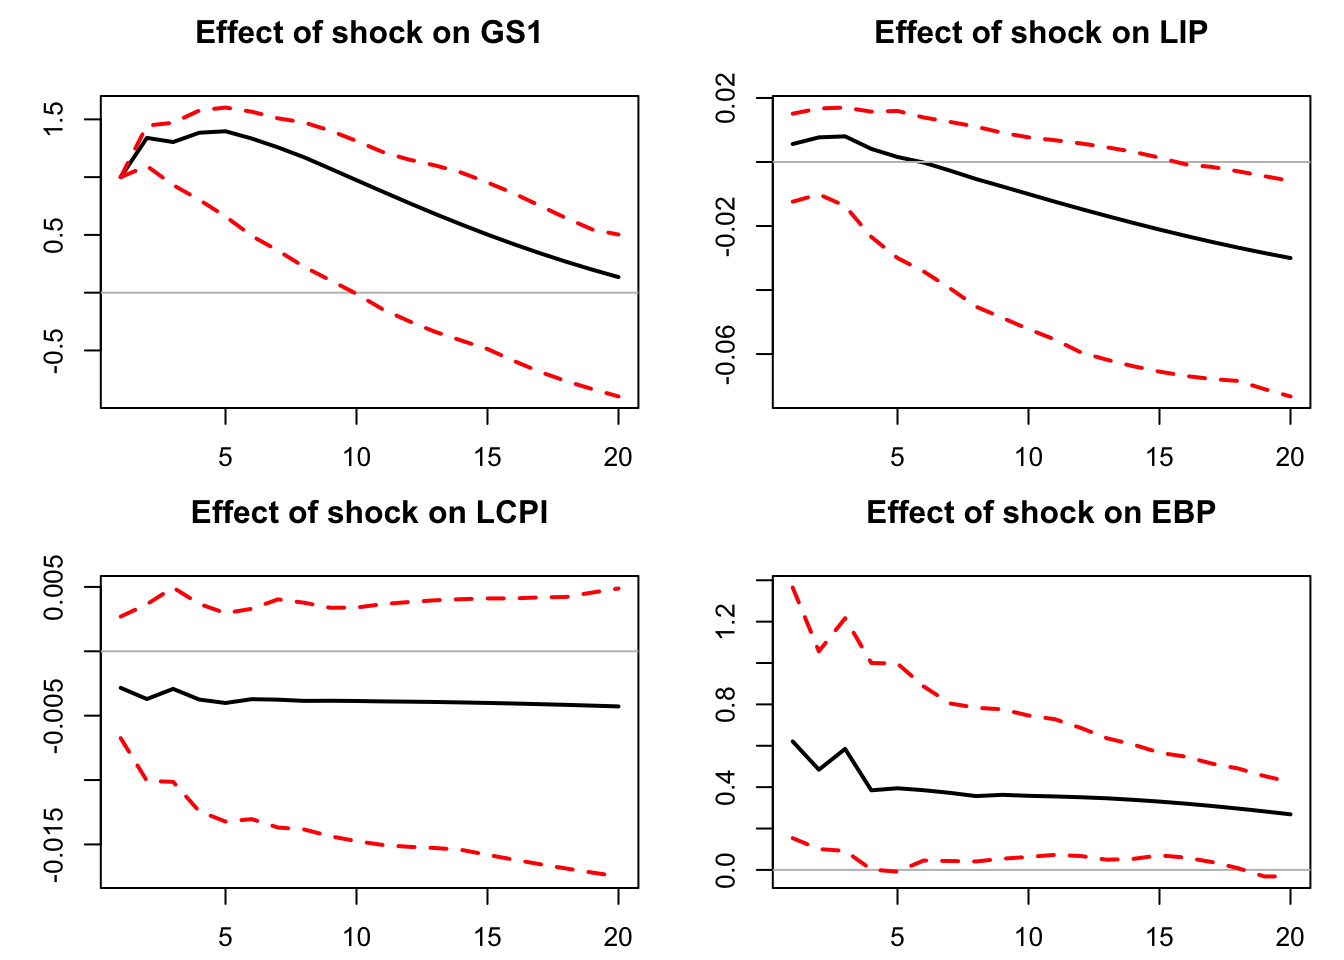 Effect of shock on GS1
1.5
0.5
-0.5
5 10 15 20
Effect of shock on LIP
0.02
-0.02
-0.06
5 10 15 20
Effect of shock on LCPI
0.005
-0.005
-0.015
5 10 15 20
Effect of shock on EBP
1.2
0.8
0.4
0.0
5 10 15 20